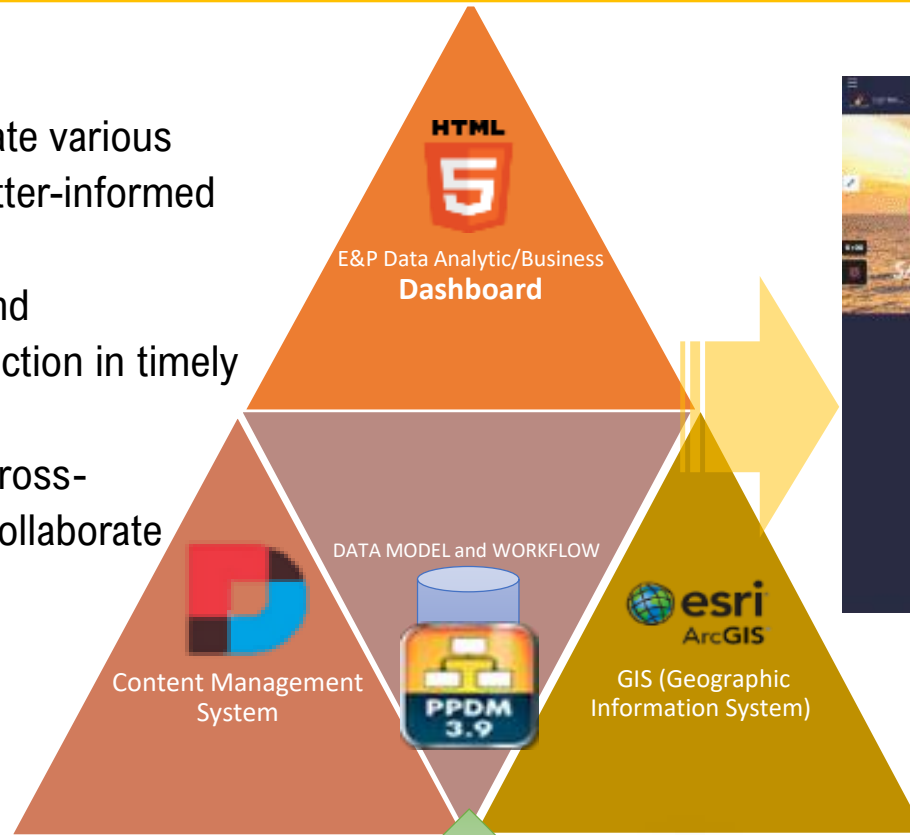 ate various
tter-informed
nd
ction in timely
ross-
ollaborate
HTML
5
E&P Data Analytic/Business
Dashboard
DATA MODEL and WORKFLOW
PPDM
3.9
Content Management
System
esri
ArcGIS
GIS (Geographic
Information System)